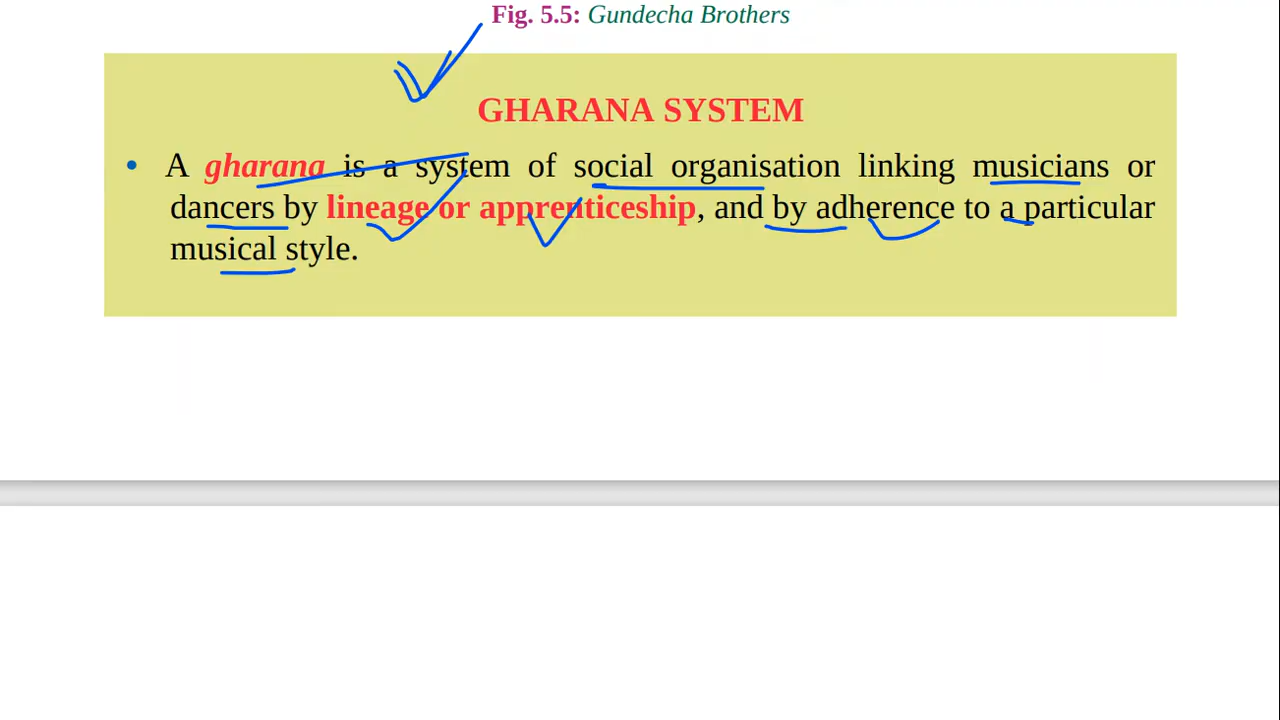 Fig. 5.5: Gundecha Brothers
GHARANA SYSTEM
• A gharana is a system of social organisation linking musicians or
dancers by lineage or apprenticeship, and by adherence to a particular
musical style.